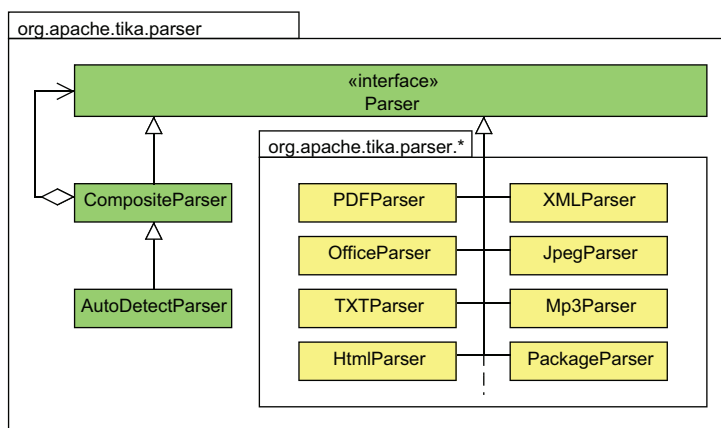 org.apache.tika.parser
«interface»
Parser
org.apache.tika.parser.*
CompositeParser
AutoDetectParser
PDFParser
XMLParser
OfficeParser
JpegParser
TXTParser
Mp3Parser
HtmlParser
PackageParser